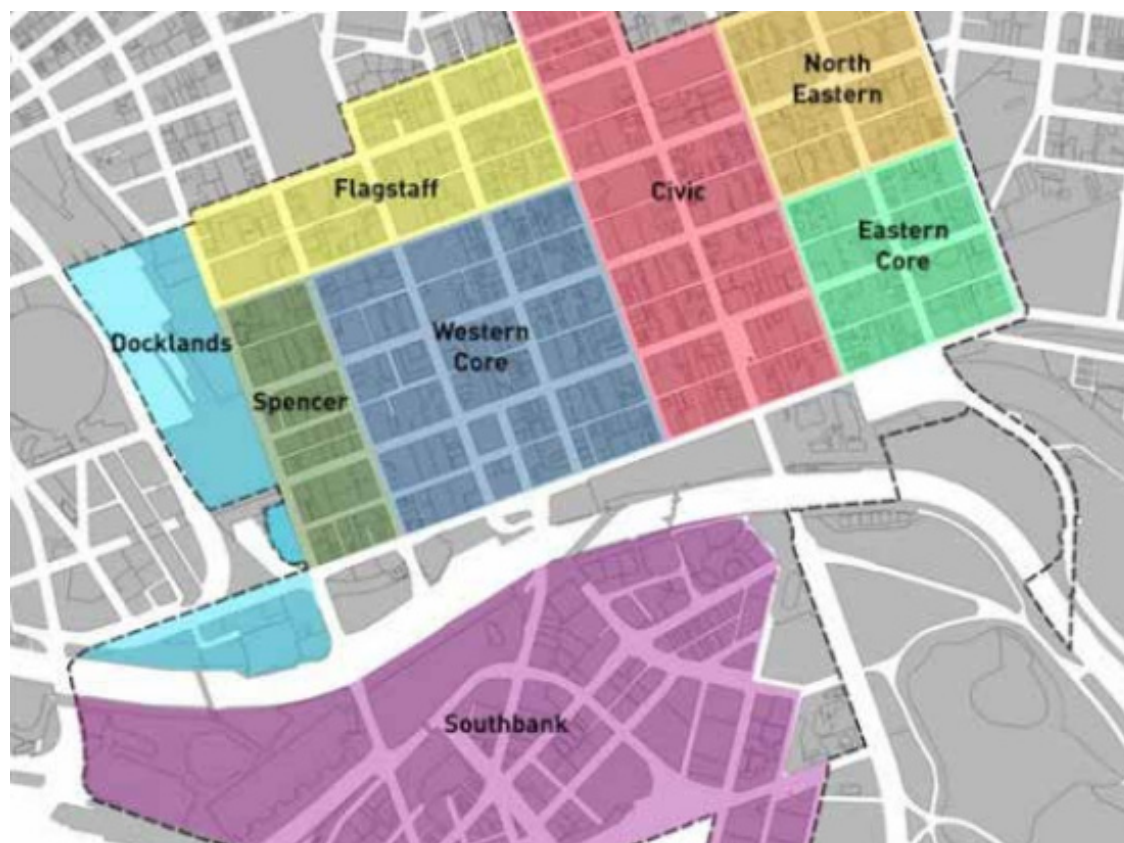 North
Eastern
Flagstaff
Civic
Eastern
Core
Docklands
Western
Core
Spencer
Southbank